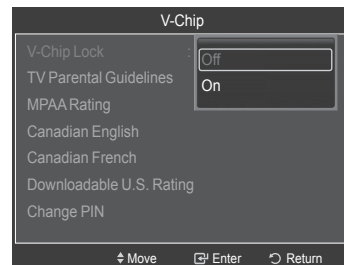 V-Chip
V-Chip Lock :
Off
On
TV Parental Guidelines
MPAA Rating
Canadian English
Canadian French
Downloadable U.S. Rating
Change PIN
Move Enter Return